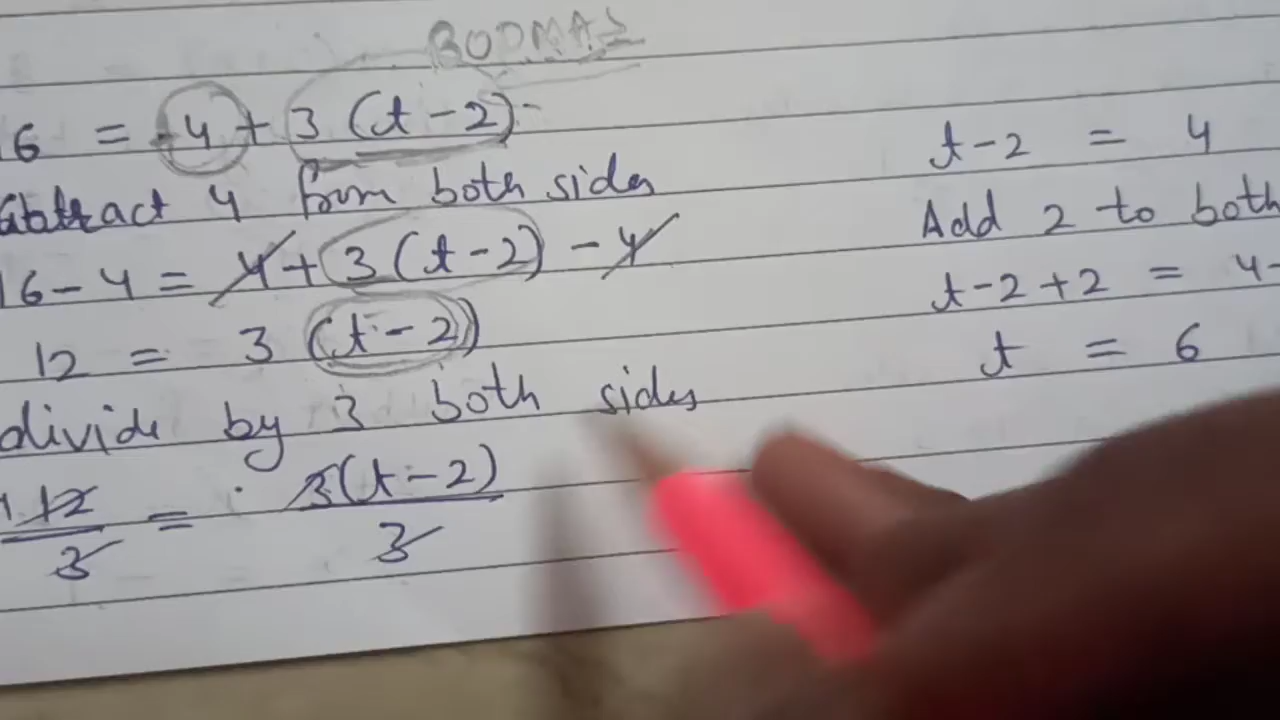 BODMAS
16 = 4 + 3 (t - 2)
Subtract 4 from both sides
16 - 4 = 4 + 3 (t - 2) - 4
12 = 3 (t - 2)
divide by 3 both sides
12/3 = 3(t - 2)/3
t - 2 = 4
Add 2 to both
t - 2 + 2 = 4 -
t = 6